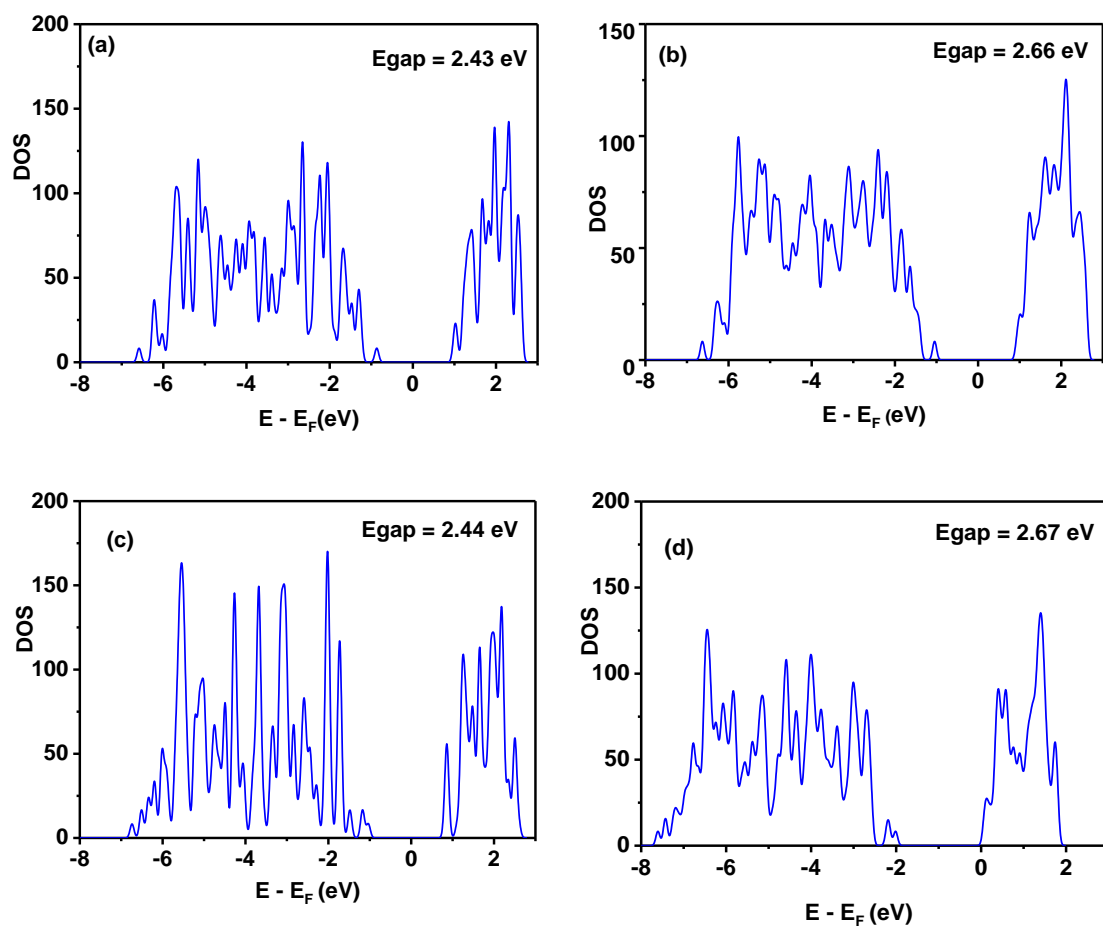 (a)
Egap = 2.43 eV
200
150
100
50
0
DOS
-8 -6 -4 -2 0 2
E - EF(eV)
(b)
Egap = 2.66 eV
150
100
50
0
DOS
-8 -6 -4 -2 0 2
E - EF (eV)
(c)
Egap = 2.44 eV
200
150
100
50
0
DOS
-8 -6 -4 -2 0 2
E - EF (eV)
(d)
Egap = 2.67 eV
200
150
100
50
0
DOS
-8 -6 -4 -2 0 2
E - EF (eV)